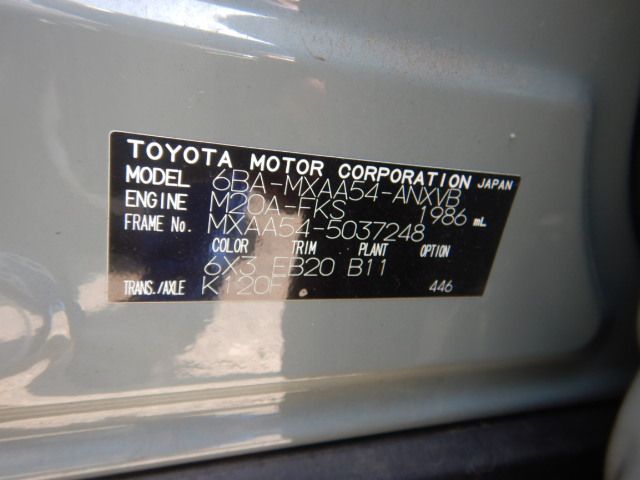 TOYOTA MOTOR CORPORATION JAPAN
MODEL 6BA-MXAA54-ANXVB
ENGINE M20A-FKS 1986 mL
FRAME No. MXAA54-5037248
COLOR TRIM PLANT OPTION
6X3 EB20 B11
TRANS./AXLE K120F 446